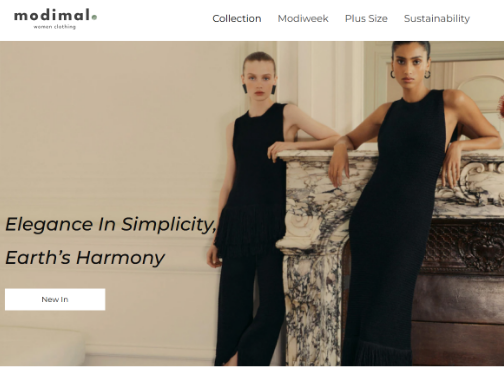 modimal.
women clothing
Collection Modiweek Plus Size Sustainability
Elegance In Simplicity,
Earth's Harmony
New In